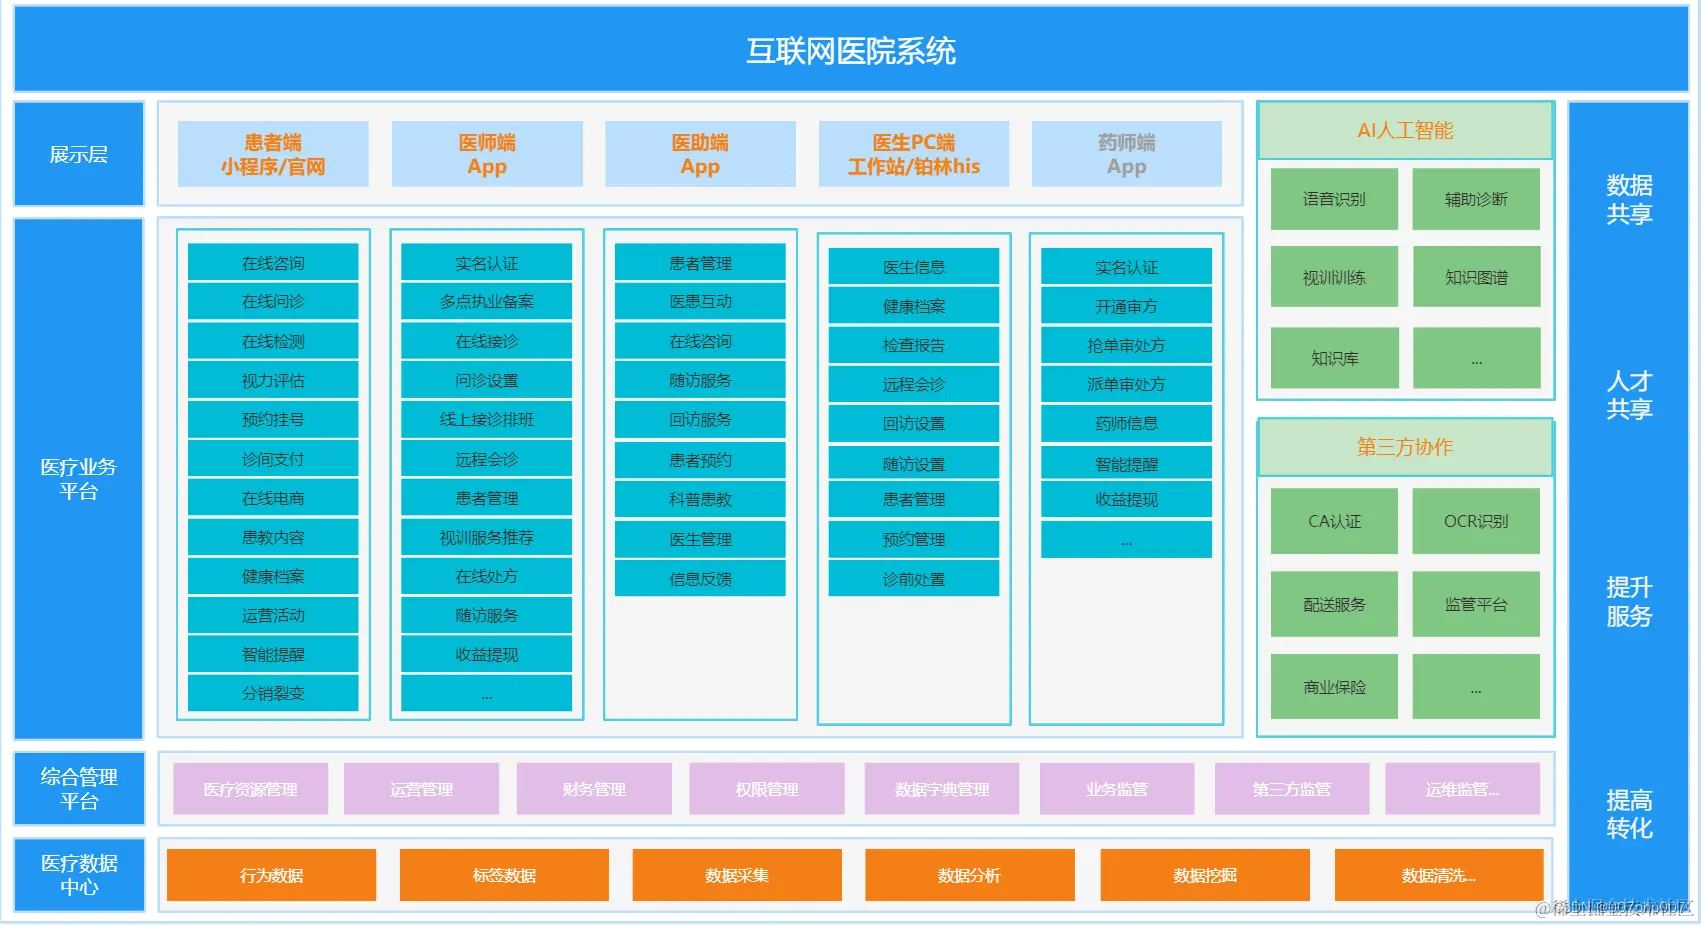 互联网医院系统
展示层
患者端
小程序/官网
医师端
App
医助端
App
医生PC端
工作站/铂林his
药师端
App
医疗业务
平台
在线咨询
在线问诊
在线检测
视力评估
预约挂号
诊间支付
在线电商
患教内容
健康档案
运营活动
智能提醒
分销裂变
实名认证
多点执业备案
在线接诊
问诊设置
线上接诊排班
远程会诊
患者管理
视训服务推荐
在线处方
随访服务
收益提现
...
患者管理
医患互动
在线咨询
随访服务
回访服务
患者预约
科普患教
医生管理
信息反馈
医生信息
健康档案
检查报告
远程会诊
回访设置
随访设置
患者管理
预约管理
诊前处置
实名认证
开通审方
抢单审处方
派单审处方
药师信息
智能提醒
收益提现
...
AI人工智能
语音识别
辅助诊断
视训训练
知识图谱
知识库
...
第三方协作
CA认证
OCR识别
配送服务
监管平台
商业保险
...
综合管理
平台
医疗资源管理
运营管理
财务管理
权限管理
数据字典管理
业务监管
第三方监管
运维监管...
医疗数据
中心
行为数据
标签数据
数据采集
数据分析
数据挖掘
数据清洗...
数据
共享
人才
共享
提升
服务
提高
转化
@稀土掘金技术社区